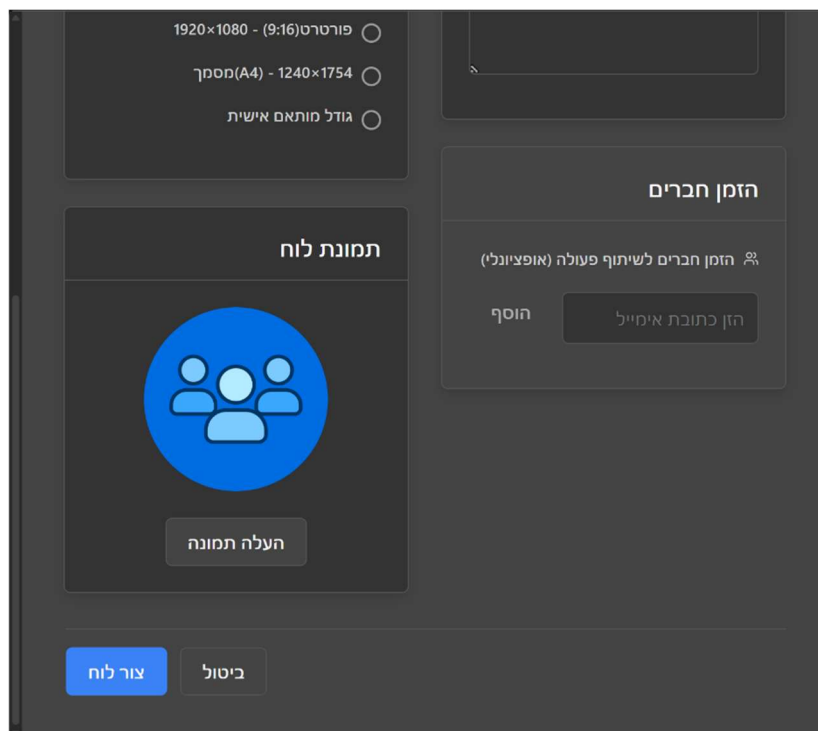 פורטרט(9:16) - 1080×1920
מסמך(A4) - 1240×1754
גודל מותאם אישית
הזמן חברים
הזמן חברים לשיתוף פעולה (אופציונלי)
הזן כתובת אימייל
הוסף
תמונת לוח
העלה תמונה
ביטול
צור לוח